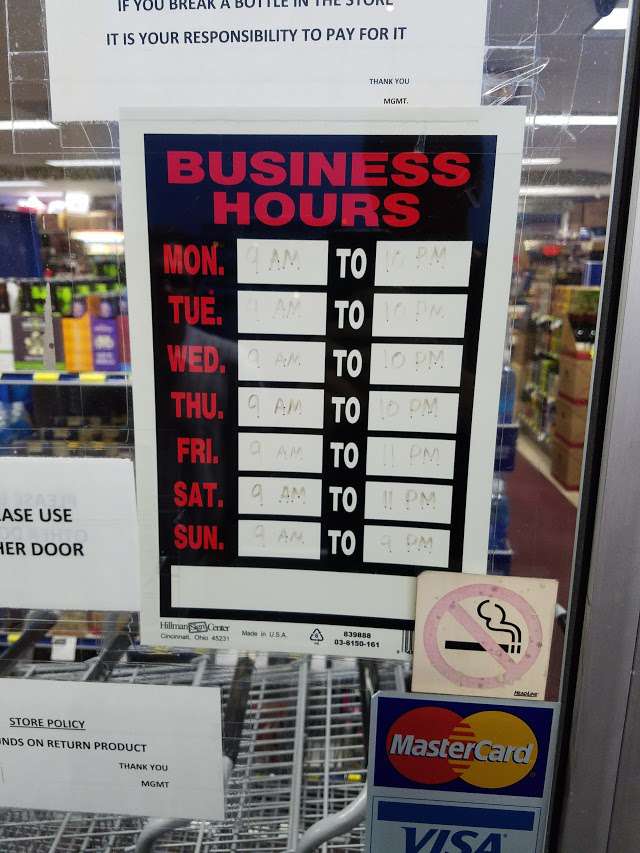 IF YOU BREAK A BOTTLE IN THE STORE
IT IS YOUR RESPONSIBILITY TO PAY FOR IT
THANK YOU
MGMT.
BUSINESS
HOURS
MON. 9 AM TO 10 PM
TUE. 9 AM TO 10 PM
WED. 9 AM TO 10 PM
THU. 9 AM TO 10 PM
FRI. 9 AM TO 11 PM
SAT. 9 AM TO 11 PM
SUN. 9 AM TO 9 PM
Hillman Sign Center
Cincinnati, Ohio 45231
Made in U.S.A.
839888
03-6150-161
ASE USE
HER DOOR
STORE POLICY
NDS ON RETURN PRODUCT
THANK YOU
MGMT
HEADLINE
MasterCard
VISA